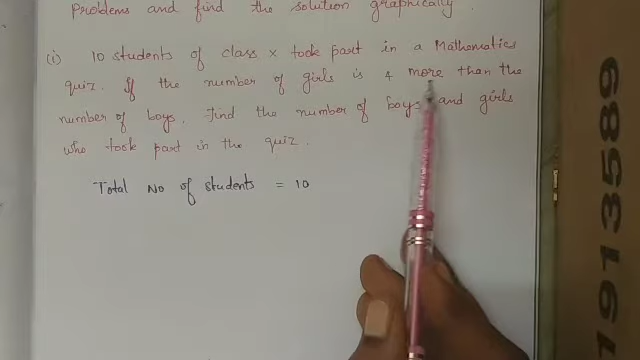 problems and find the solution graphically.
(i) 10 students of class X took part in a Mathematics
quiz. If the number of girls is 4 more than the
number of boys. Find the number of boys and girls
who took part in the quiz.
Total No of students = 10
1913589